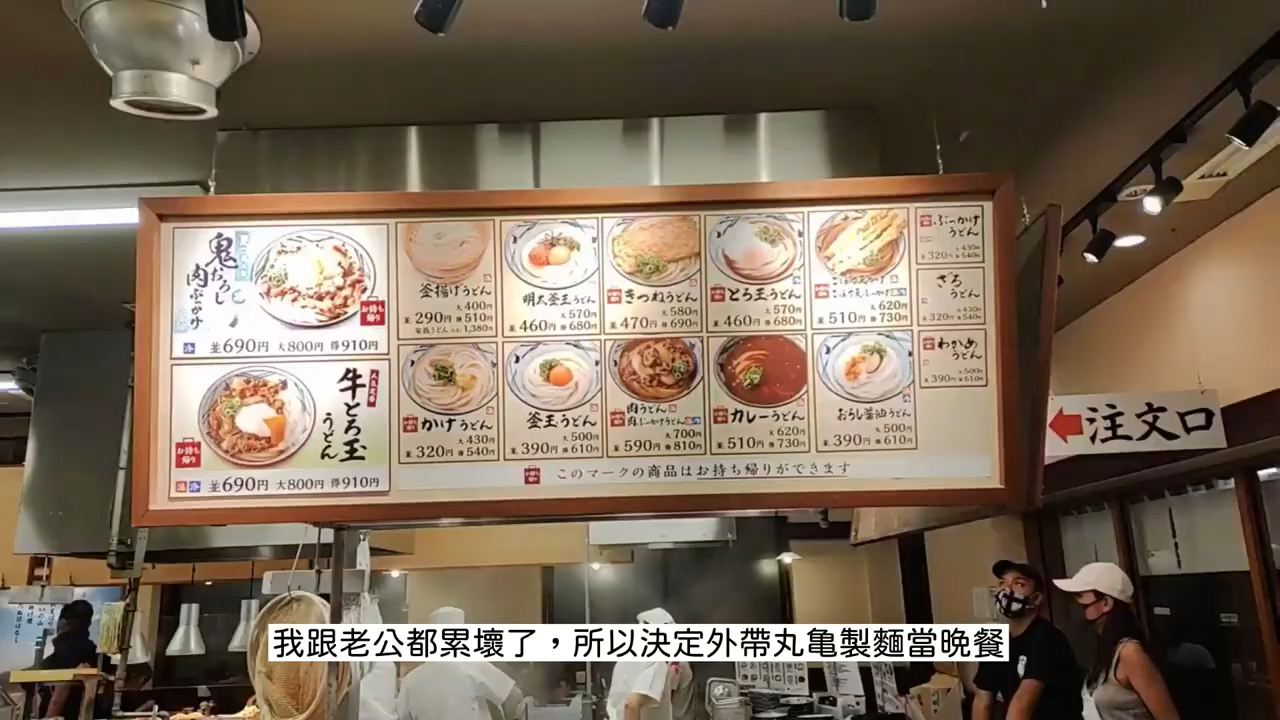 鬼おろし
肉ぶっかけ
お持ち帰り
冷 並690円 大800円 得910円
牛とろ玉
うどん
人気定番
お持ち帰り
温 冷 並690円 大800円 得910円
釜揚げうどん
大400円
並290円 得510円
家族うどん 1,380円
明太釜玉うどん
大570円
並460円 得680円
きつねうどん
大580円
並470円 得690円
とろ玉うどん
大570円
並460円 得680円
大620円
並510円 得730円
ぶっかけ
うどん
大430円
並320円 得540円
ざる
うどん
大430円
並320円 得540円
かけうどん
大430円
並320円 得540円
釜玉うどん
大500円
並390円 得610円
肉うどん
肉ぶっかけうどん
大700円
並590円 得810円
カレーうどん
大620円
並510円 得730円
おろし醤油うどん
大500円
並390円 得610円
わかめ
うどん
大500円
並390円 得610円
お持ち帰り このマークの商品はお持ち帰りができます
注文口
我跟老公都累壞了，所以決定外帶丸亀製麵當晚餐